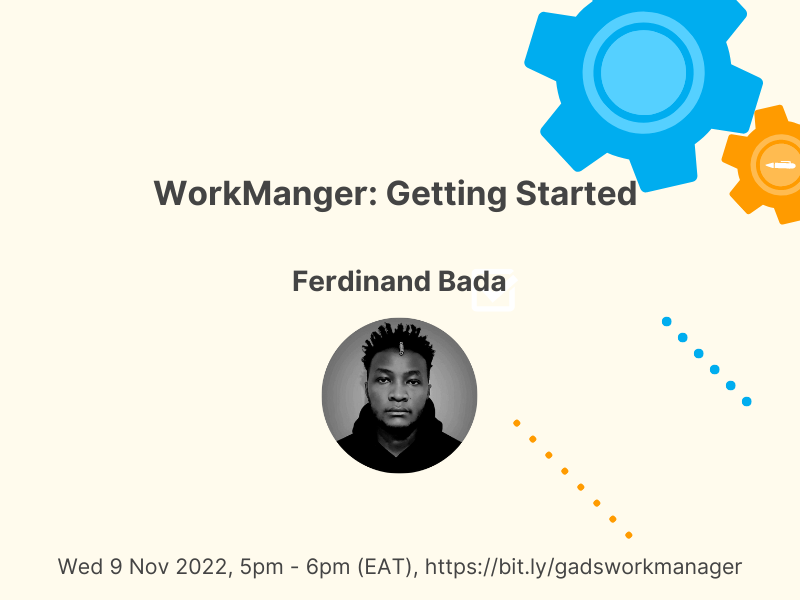 WorkManger: Getting Started
Ferdinand Bada
Wed 9 Nov 2022, 5pm - 6pm (EAT), https://bit.ly/gadsworkmanager